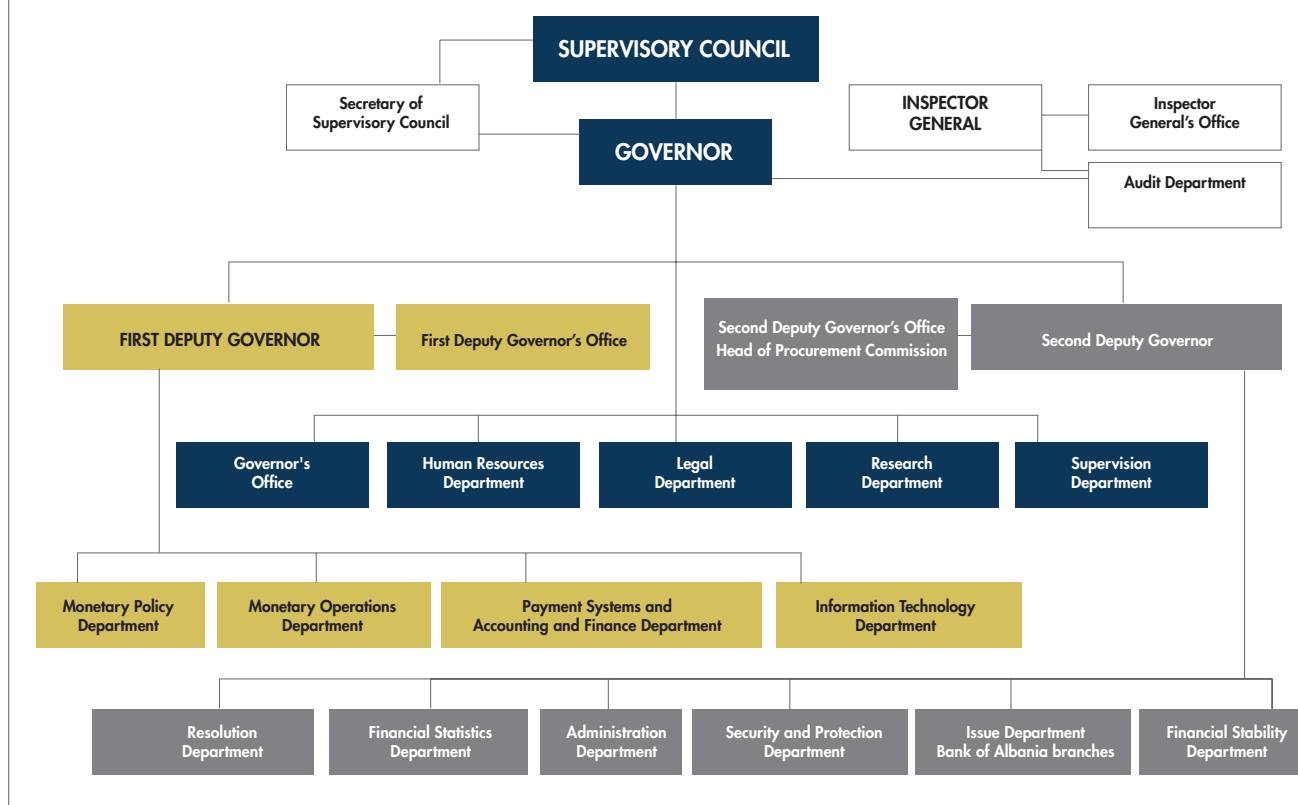 SUPERVISORY COUNCIL
Secretary of
Supervisory Council
INSPECTOR
GENERAL
Inspector
General's Office
GOVERNOR
Audit Department
FIRST DEPUTY GOVERNOR
First Deputy Governor’s Office
Second Deputy Governor’s Office
Head of Procurement Commission
Second Deputy Governor
Governor's
Office
Human Resources
Department
Legal
Department
Research
Department
Supervision
Department
Monetary Policy
Department
Monetary Operations
Department
Payment Systems and
Accounting and Finance Department
Information Technology
Department
Resolution
Department
Financial Statistics
Department
Administration
Department
Security and Protection
Department
Issue Department
Bank of Albania branches
Financial Stability
Department